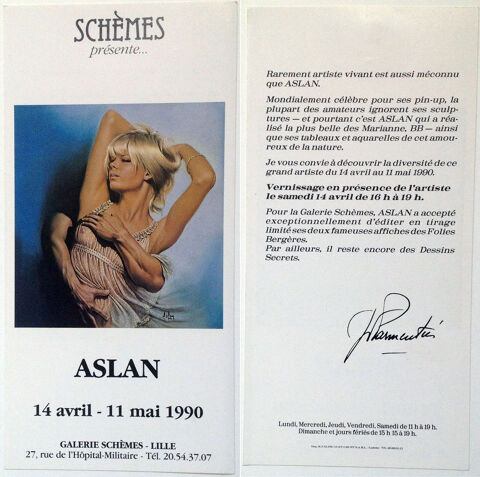 SCHÈMES
présente...
ASLAN
14 avril - 11 mai 1990
GALERIE SCHÈMES - LILLE
27, rue de l'Hôpital-Militaire - Tél. 20.54.37.07
Rarement artiste vivant est aussi méconnu
que ASLAN.
Mondialement célèbre pour ses pin-up, la
plupart des amateurs ignorent ses sculp-
tures — et pourtant c'est ASLAN qui a réa-
lisé la plus belle des Marianne, BB — ainsi
que ses tableaux et aquarelles de cet amou-
reux de la nature.
Je vous convie à découvrir la diversité de ce
grand artiste du 14 avril au 11 mai 1990.
Vernissage en présence de l'artiste
le samedi 14 avril de 16 h à 19 h.
Pour la Galerie Schèmes, ASLAN a accepté
exceptionnellement d'éditer en tirage
limité ses deux fameuses affiches des Folies
Bergères.
Par ailleurs, il reste encore des Dessins
Secrets.
Lundi, Mercredi, Jeudi, Vendredi, Samedi de 11 h à 19 h.
Dimanche et jours fériés de 15 h 15 à 19 h.